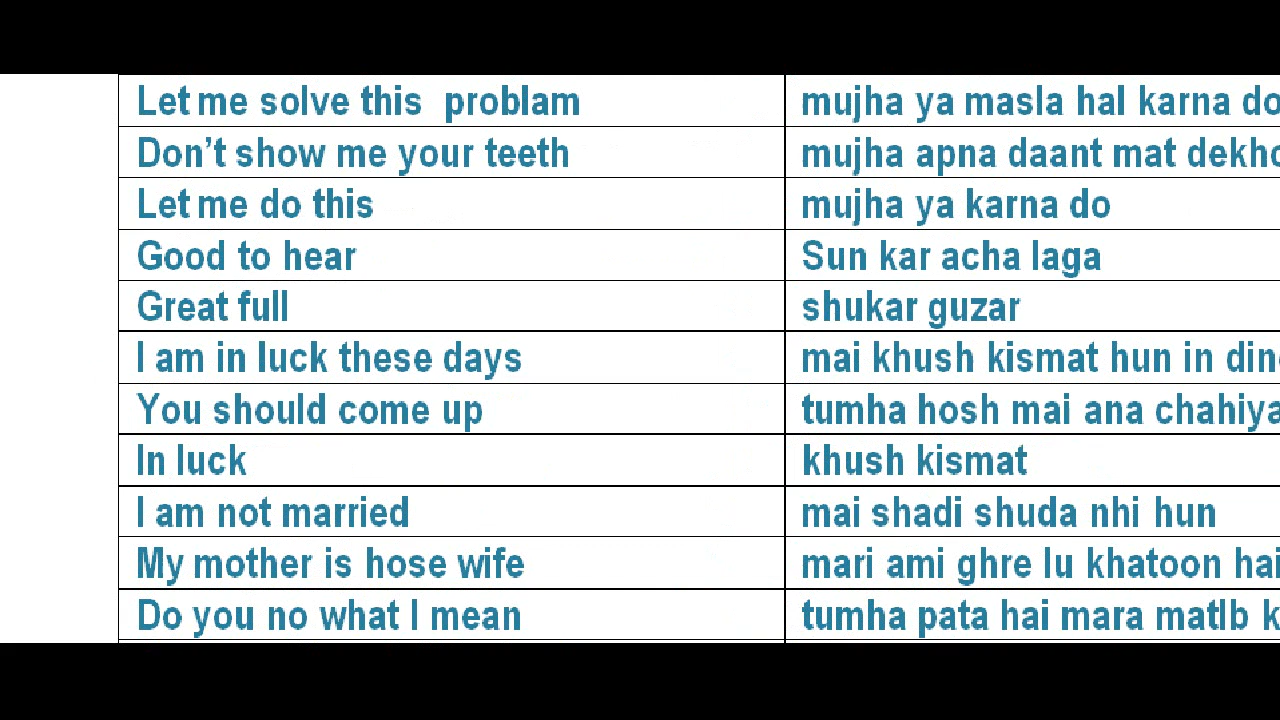 Let me solve this problam mujha ya masla hal karna do
Don't show me your teeth mujha apna daant mat
Let me do this mujha ya karna do
Good to hear Sun kar acha laga
Great full shukar guzar
I am in luck these days mai khush kismat hun in
You should come up tumha hosh mai ana chahiya
In luck khush kismat
I am not married mai shadi shuda nhi hun
My mother is hose wife mari ami ghre lu khatoon hai
Do you no what I mean tumha pata hai mara matlb